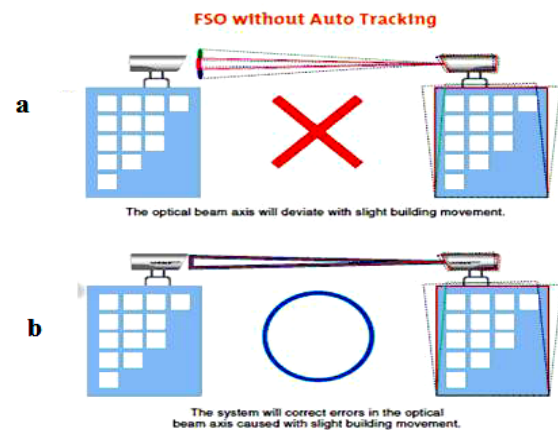 FSO without Auto Tracking
a
The optical beam axis will deviate with slight building movement.
b
The system will correct errors in the optical
beam axis caused with slight building movement.